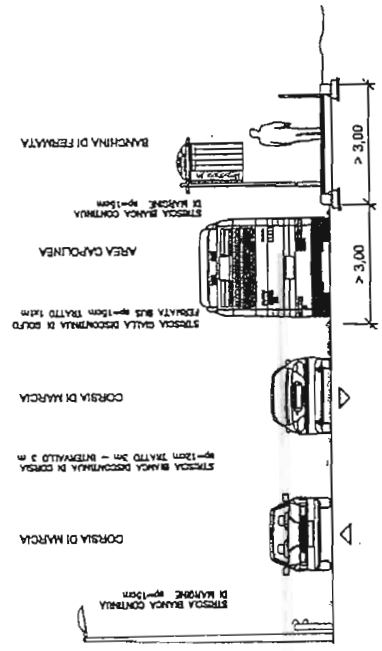 BANCHINA DI FERMATA
STRISCIA BIANCA CONTINUA
DI MARGINE sp=15cm
AREA CAPOLINEA
STRISCIA GIALLA DISCONTINUA DI GOLFO
FERMATA BUS sp=15cm TRATTO 1x1m
CORSIA DI MARCIA
STRISCIA BIANCA DISCONTINUA DI CORSIA
sp=12cm TRATTO 3m - INTERVALLO 3 m
CORSIA DI MARCIA
STRISCIA BIANCA CONTINUA
DI MARGINE sp=15cm
> 3,00
> 3,00